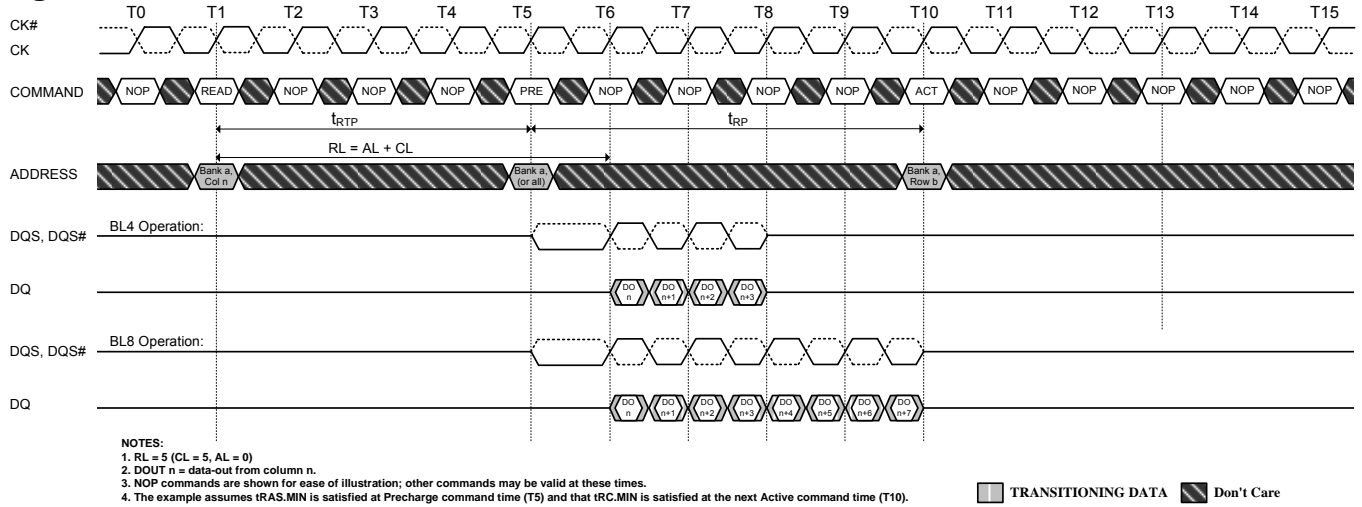 T0 T1 T2 T3 T4 T5 T6 T7 T8 T9 T10 T11 T12 T13 T14 T15
CK#
CK
COMMAND NOP READ NOP NOP NOP PRE NOP NOP NOP NOP ACT NOP NOP NOP NOP NOP
tRTP tRP
RL = AL + CL
ADDRESS
Bank a,
Col n
Bank a,
(or all)
Bank a,
Row b
BL4 Operation:
DQS, DQS#
DQ
DO
n
DO
n+1
DO
n+2
DO
n+3
BL8 Operation:
DQS, DQS#
DQ
DO
n
DO
n+1
DO
n+2
DO
n+3
DO
n+4
DO
n+5
DO
n+6
DO
n+7
NOTES:
1. RL = 5 (CL = 5, AL = 0)
2. DOUT n = data-out from column n.
3. NOP commands are shown for ease of illustration; other commands may be valid at these times.
4. The example assumes tRAS.MIN is satisfied at Precharge command time (T5) and that tRC.MIN is satisfied at the next Active command time (T10).
TRANSITIONING DATA Don't Care